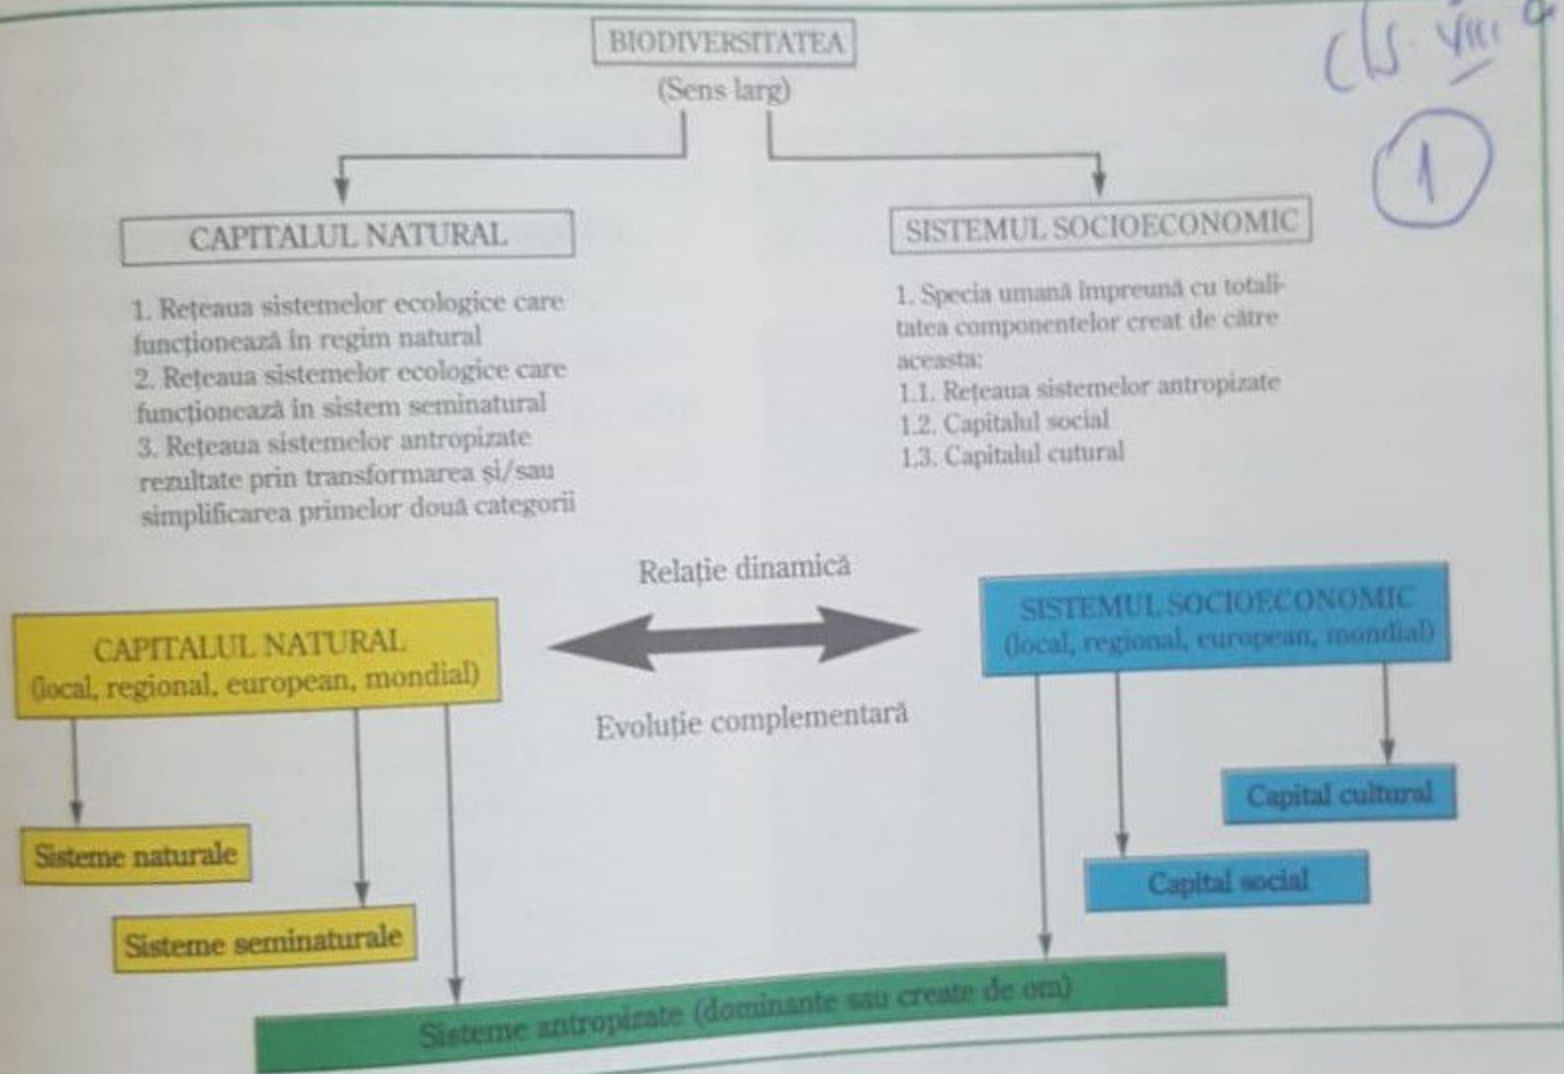 BIODIVERSITATEA
(Sens larg)
cls. VIII
1
CAPITALUL NATURAL
1. Rețeaua sistemelor ecologice care
funcționează în regim natural
2. Rețeaua sistemelor ecologice care
funcționează în sistem seminatural
3. Rețeaua sistemelor antropizate
rezultate prin transformarea și/sau
simplificarea primelor două categorii
SISTEMUL SOCIOECONOMIC
1. Specia umană împreună cu totali-
tatea componentelor creat de către
aceasta:
1.1. Rețeaua sistemelor antropizate
1.2. Capitalul social
1.3. Capitalul cutural
Relație dinamică
Evoluție complementară
CAPITALUL NATURAL
(local, regional, european, mondial)
Sisteme naturale
Sisteme seminaturale
SISTEMUL SOCIOECONOMIC
(local, regional, european, mondial)
Capital cultural
Capital social
Sisteme antropizate (dominante sau create de om)